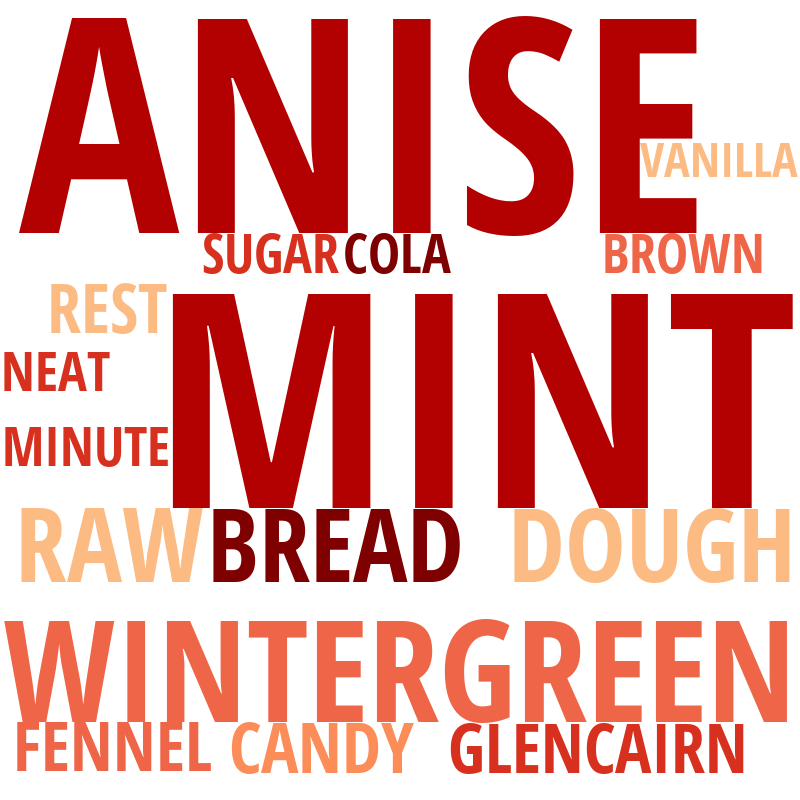 ANISE
VANILLA
SUGAR COLA BROWN
REST
MINT
NEAT
MINUTE
RAW BREAD DOUGH
WINTERGREEN
FENNEL CANDY GLENCAIRN